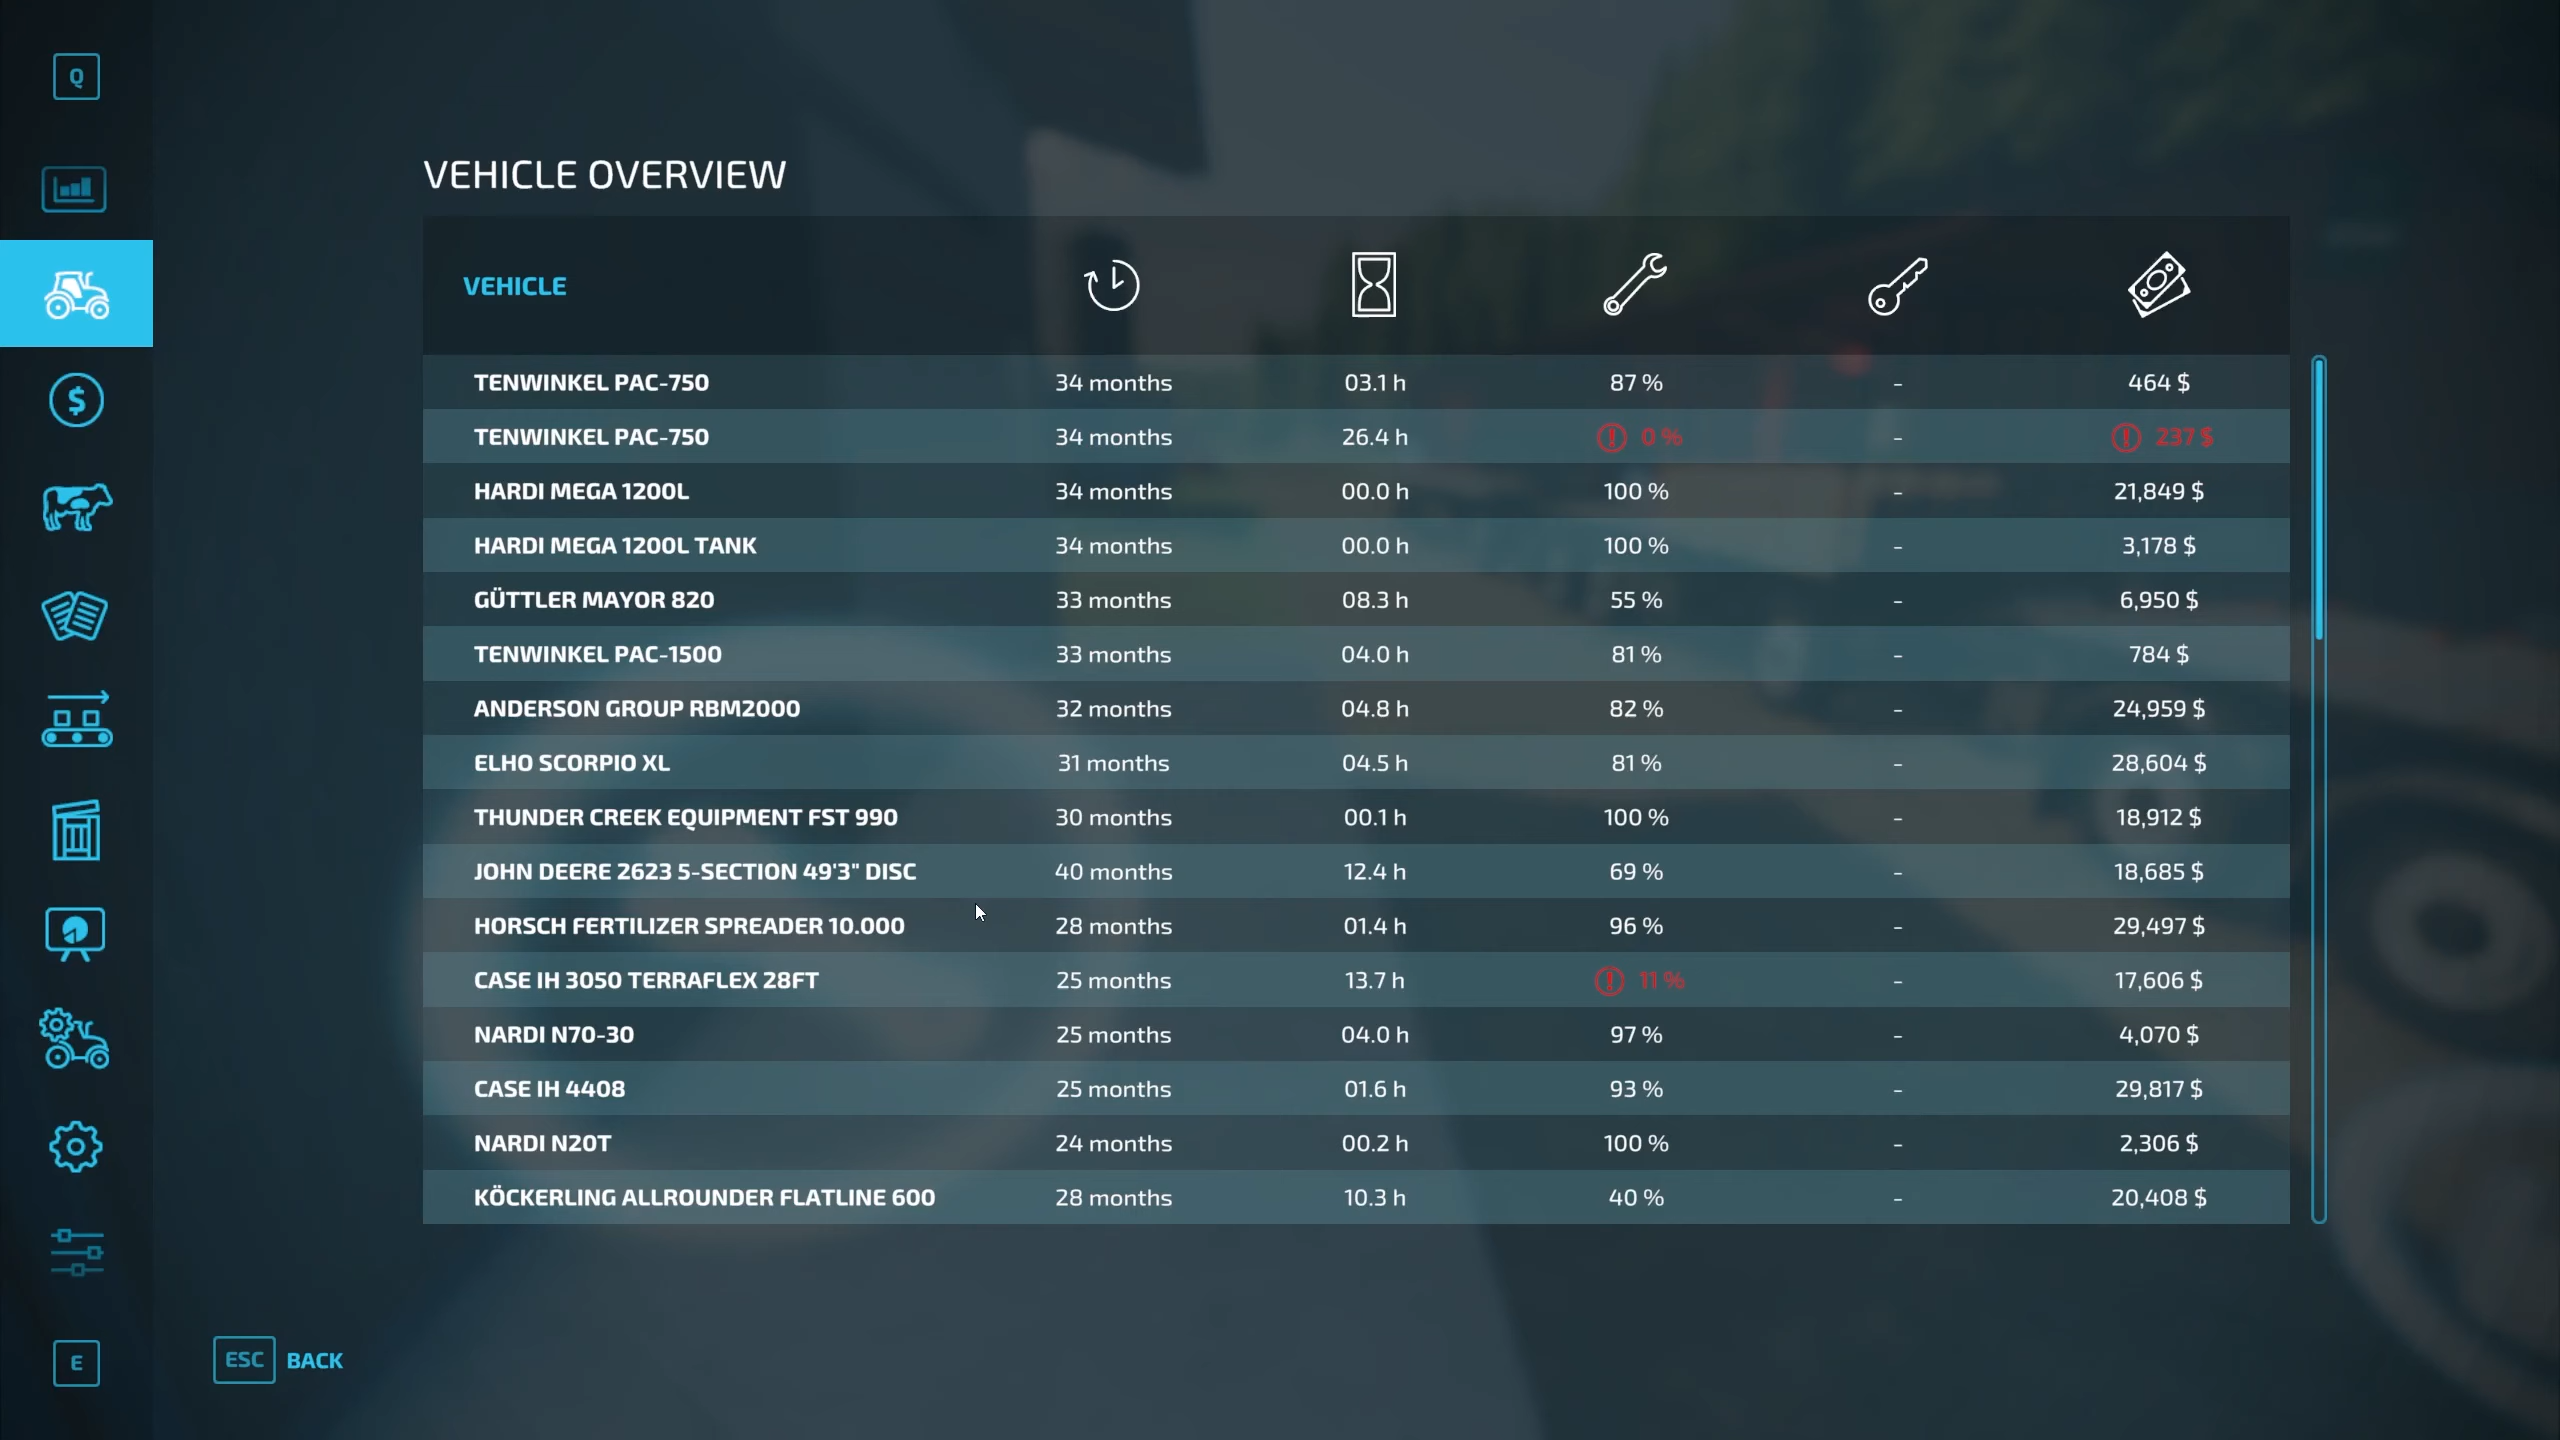 Q
VEHICLE OVERVIEW
VEHICLE
TENWINKEL PAC-750 34 months 03.1 h 87 % - 464 $
TENWINKEL PAC-750 34 months 26.4 h 0 % - 237 $
HARDI MEGA 1200L 34 months 00.0 h 100 % - 21,849 $
HARDI MEGA 1200L TANK 34 months 00.0 h 100 % - 3,178 $
GÜTTLER MAYOR 820 33 months 08.3 h 55 % - 6,950 $
TENWINKEL PAC-1500 33 months 04.0 h 81 % - 784 $
ANDERSON GROUP RBM2000 32 months 04.8 h 82 % - 24,959 $
ELHO SCORPIO XL 31 months 04.5 h 81 % - 28,604 $
THUNDER CREEK EQUIPMENT FST 990 30 months 00.1 h 100 % - 18,912 $
JOHN DEERE 2623 5-SECTION 49'3" DISC 40 months 12.4 h 69 % - 18,685 $
HORSCH FERTILIZER SPREADER 10.000 28 months 01.4 h 96 % - 29,497 $
CASE IH 3050 TERRAFLEX 28FT 25 months 13.7 h 11 % - 17,606 $
NARDI N70-30 25 months 04.0 h 97 % - 4,070 $
CASE IH 4408 25 months 01.6 h 93 % - 29,817 $
NARDI N20T 24 months 00.2 h 100 % - 2,306 $
KÖCKERLING ALLROUNDER FLATLINE 600 28 months 10.3 h 40 % - 20,408 $
E
ESC BACK